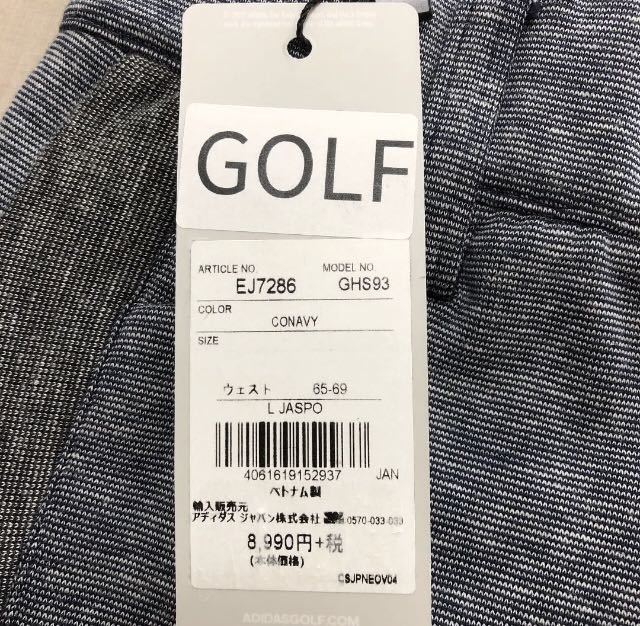 GOLF
ARTICLE NO. MODEL NO.
EJ7286 GHS93
COLOR
CONAVY
SIZE
ウェスト 65-69
L JASPO
4061619152937 JAN
ベトナム製
輸入販売元
アディダス ジャパン株式会社 0570-033-033
8,990円+税
(本体価格)
CSJPNEOV04
ADIDASGOLF.COM